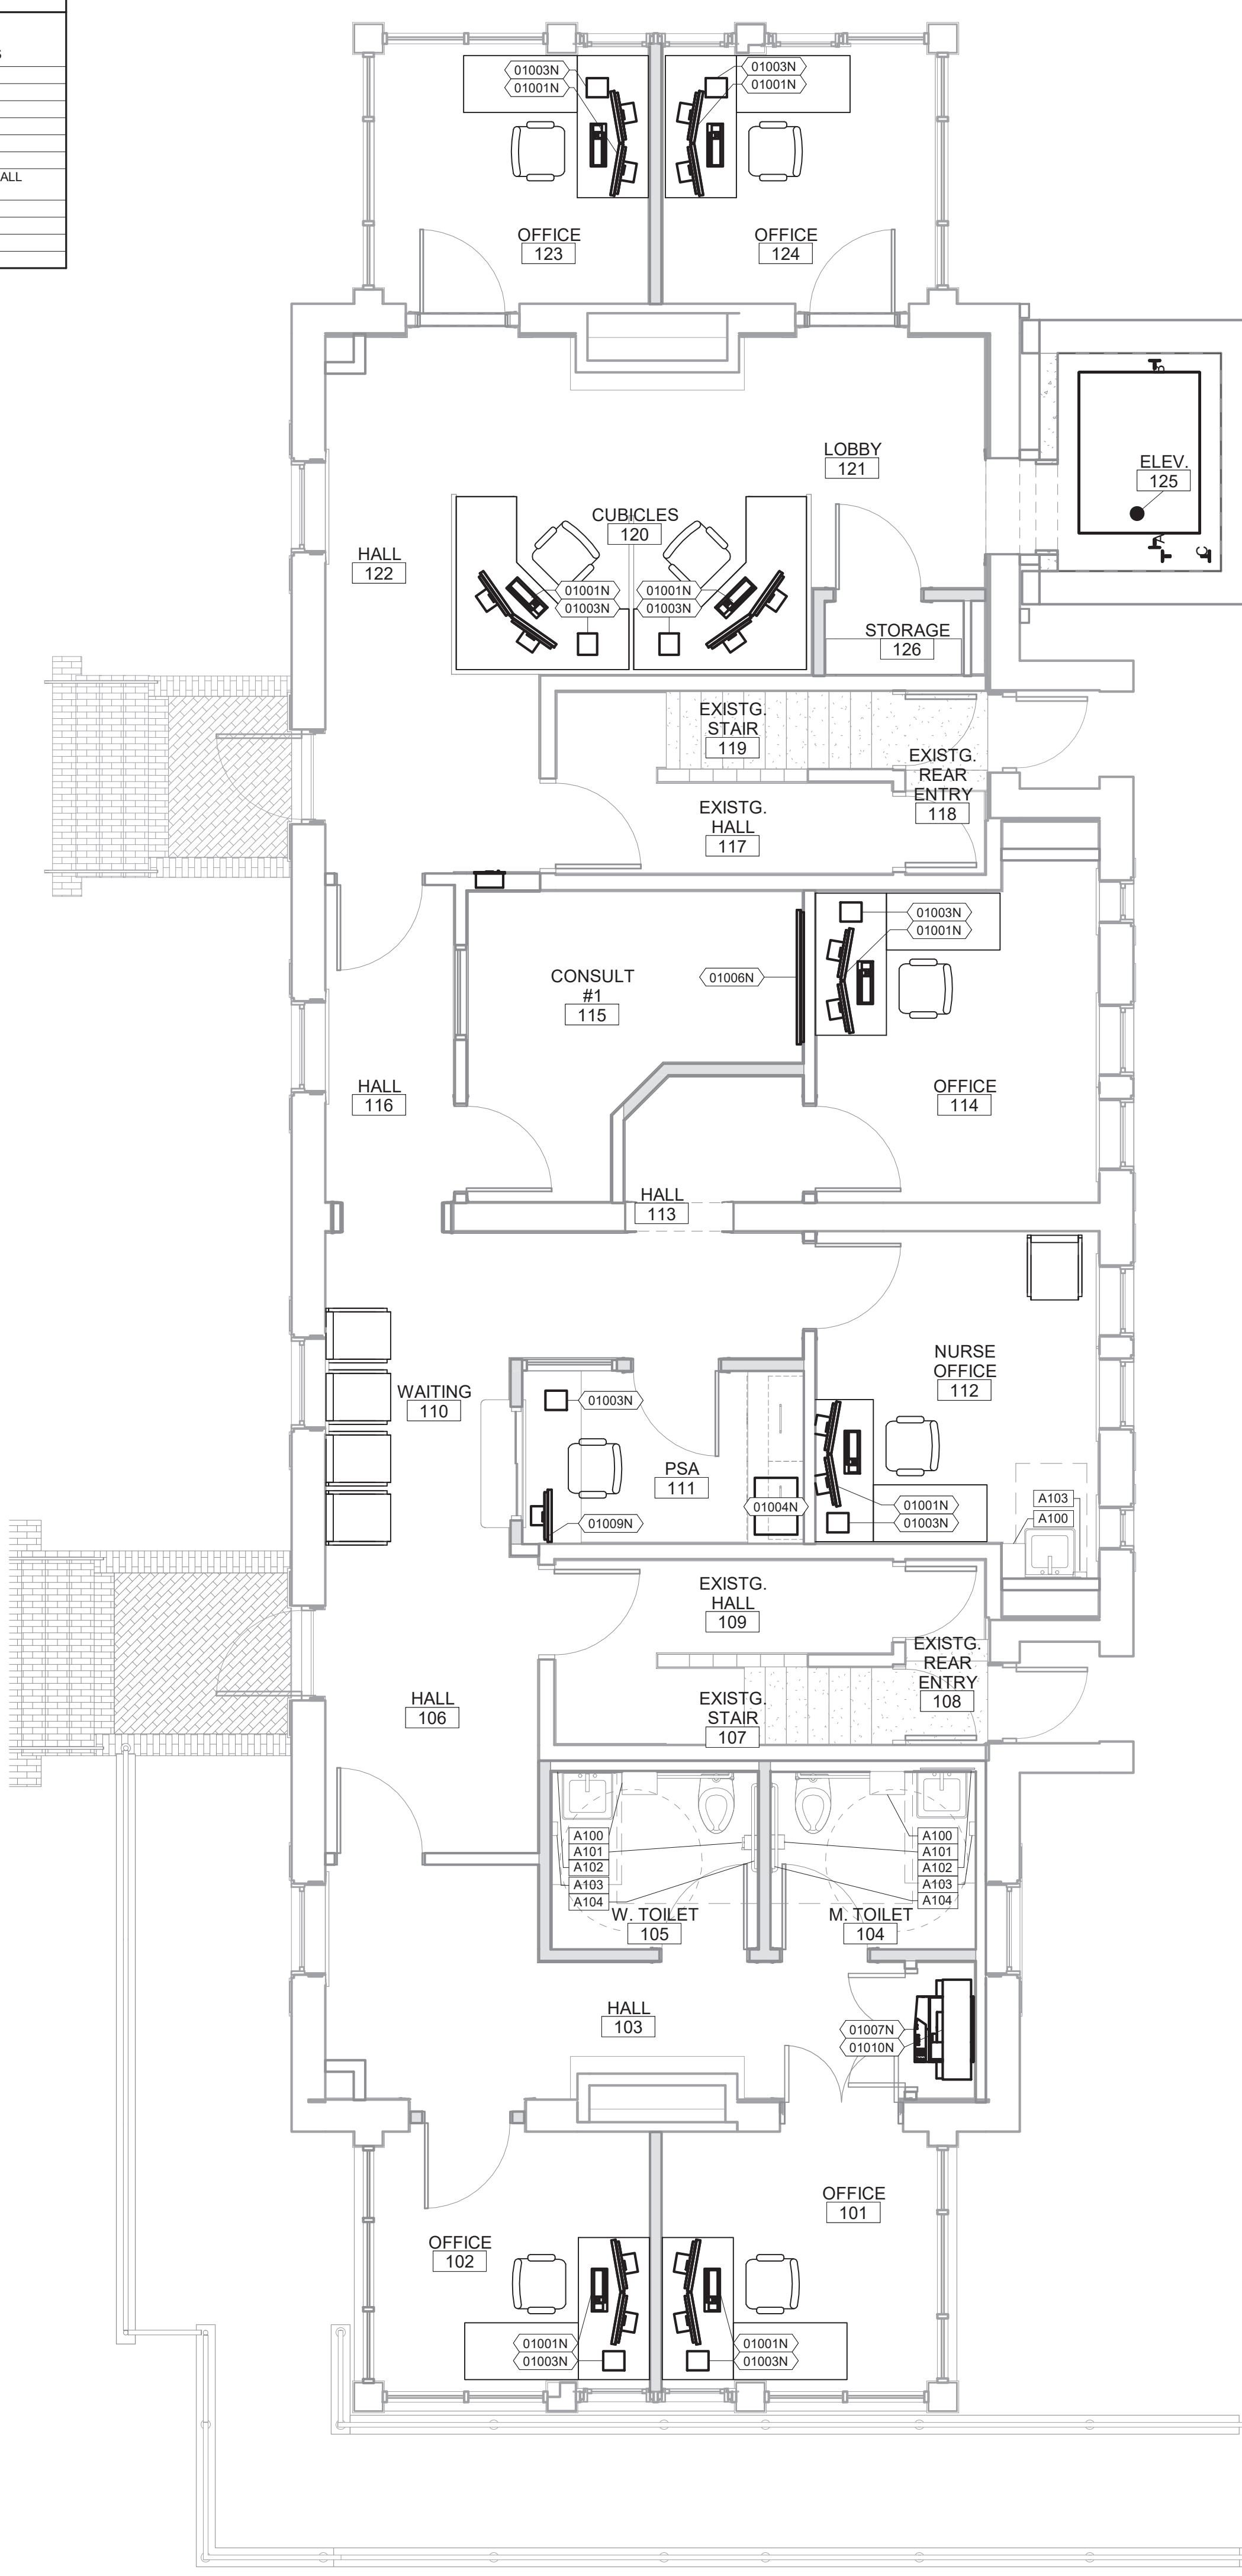 ALL
01003N
01001N
01003N
01001N
OFFICE
123
OFFICE
124
LOBBY
121
B
ELEV.
125
A
C
CUBICLES
120
HALL
122
01001N
01003N
01001N
01003N
STORAGE
126
EXISTG.
STAIR
119
EXISTG.
REAR
ENTRY
118
EXISTG.
HALL
117
01003N
01001N
CONSULT
#1
115
01006N
HALL
116
OFFICE
114
HALL
113
NURSE
OFFICE
112
WAITING
110
01003N
PSA
111
01004N
01009N
01001N
01003N
A103
A100
EXISTG.
HALL
109
EXISTG.
REAR
ENTRY
108
HALL
106
EXISTG.
STAIR
107
A100
A101
A102
A103
A104
A100
A101
A102
A103
A104
W. TOILET
105
M. TOILET
104
HALL
103
01007N
01010N
OFFICE
101
OFFICE
102
01001N
01003N
01001N
01003N